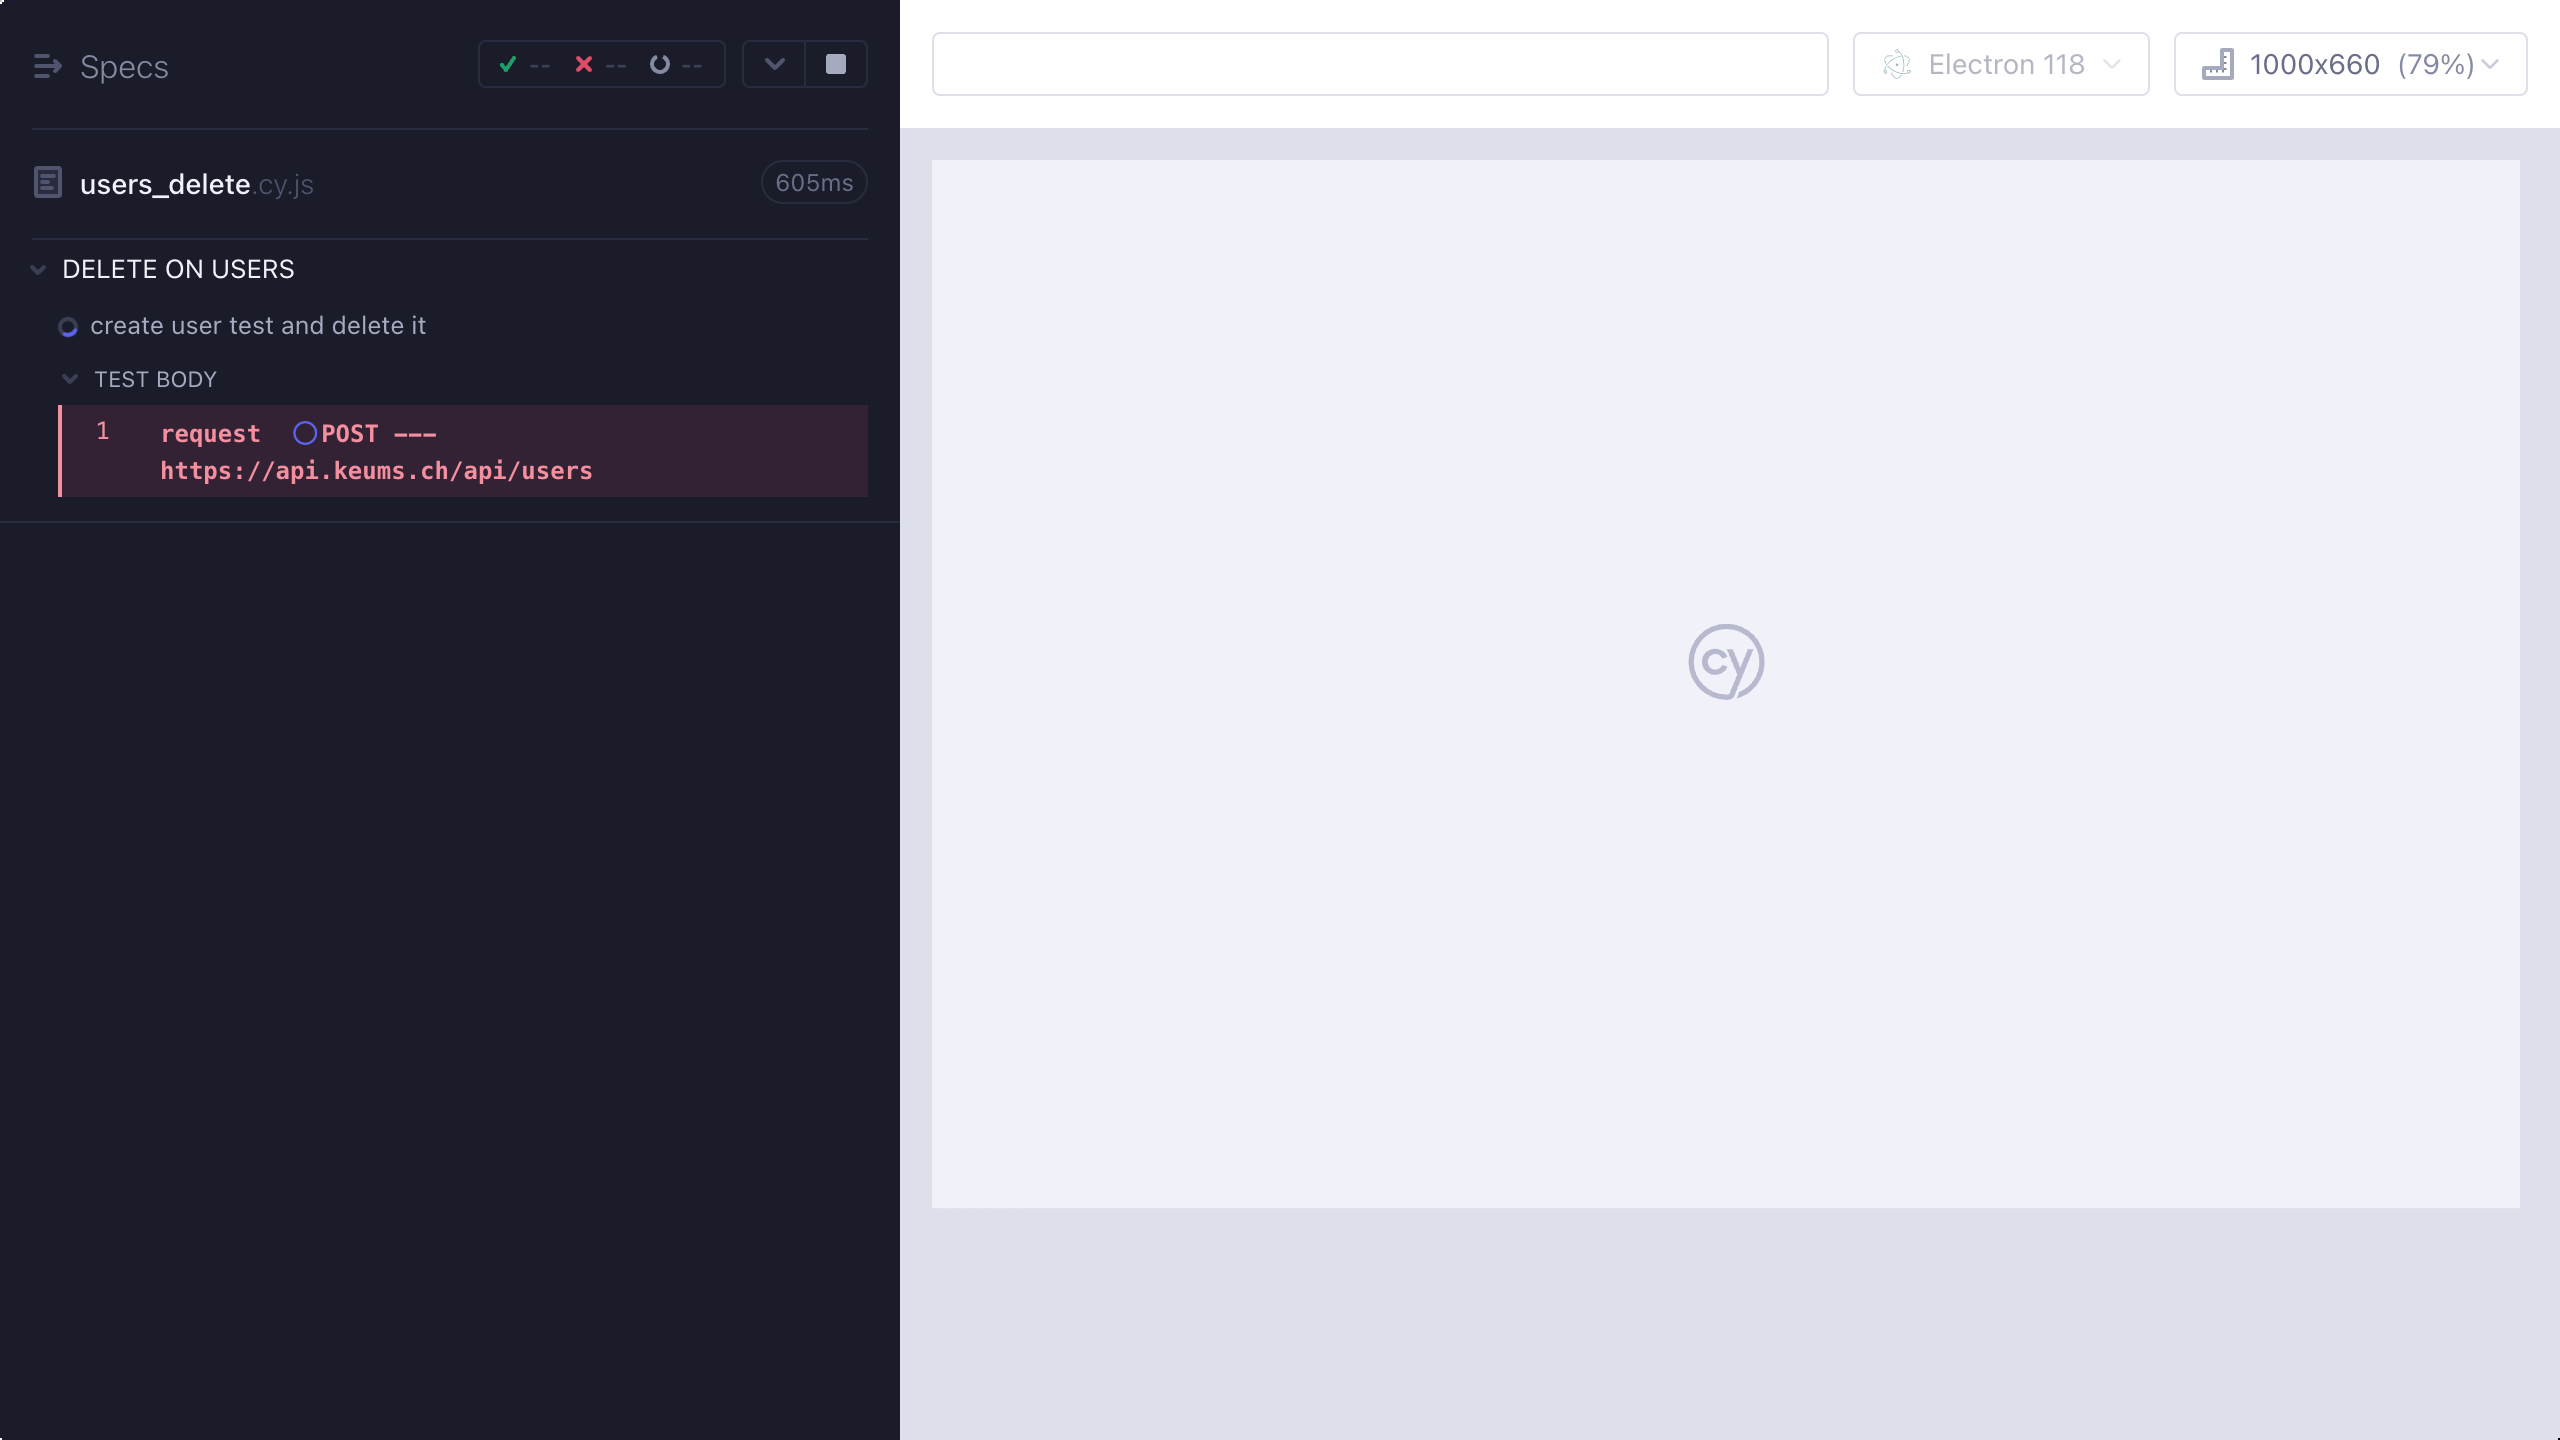 Specs
-- -- --
users_delete.cy.js
605ms
DELETE ON USERS
create user test and delete it
TEST BODY
1 request POST ---
https://api.keums.ch/api/users
Electron 118
1000x660 (79%)
cy